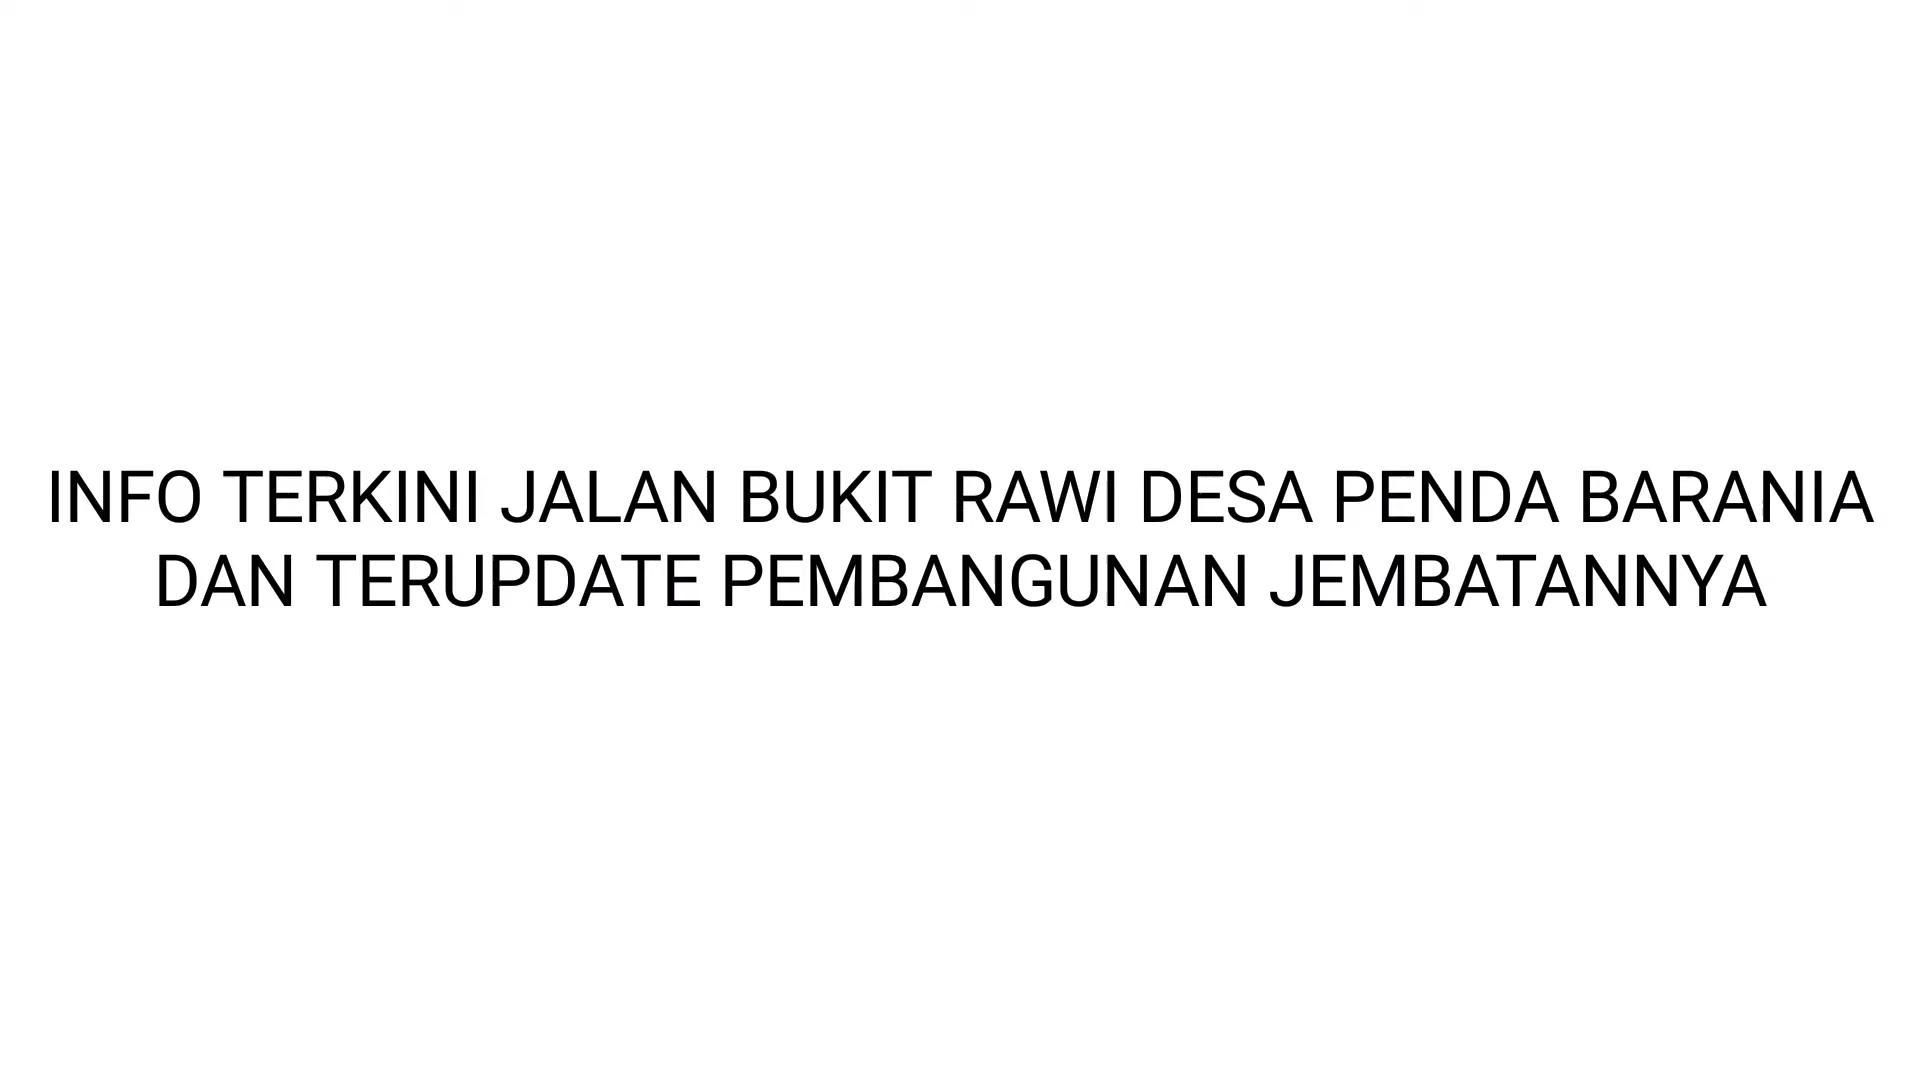 INFO TERKINI JALAN BUKIT RAWI DESA PENDA BARANIA
DAN TERUPDATE PEMBANGUNAN JEMBATANNYA